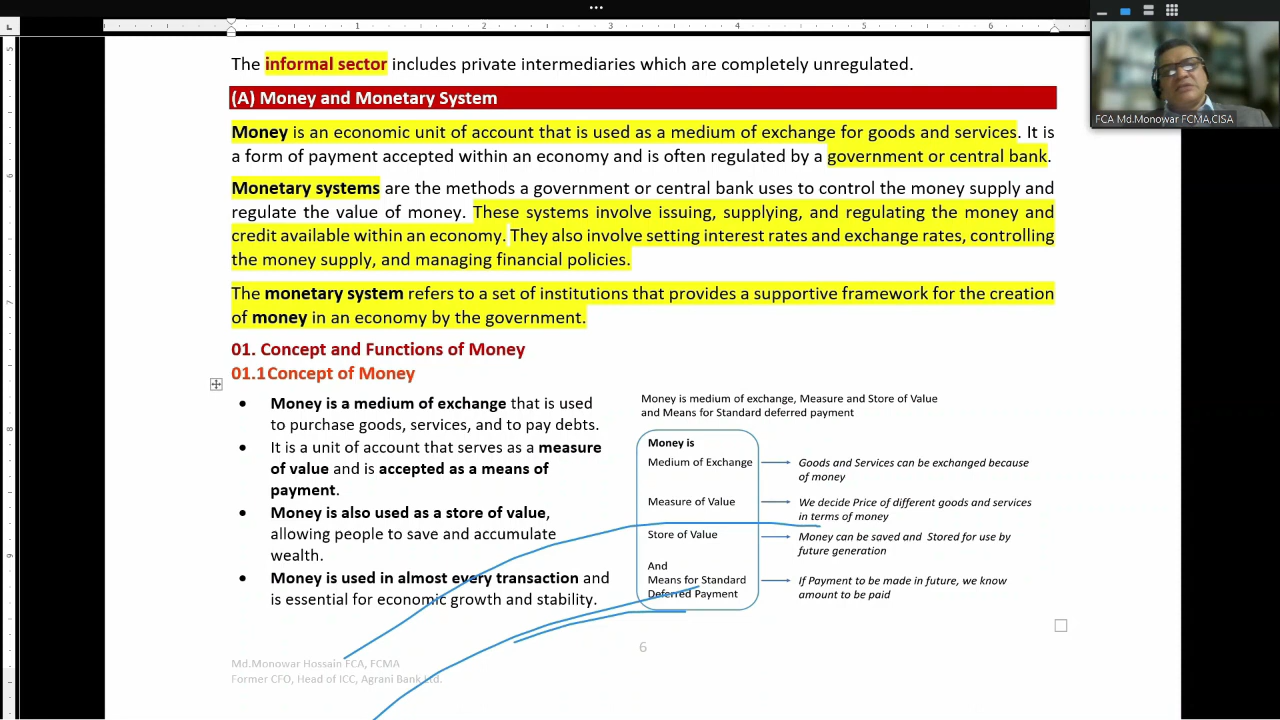 The informal sector includes private intermediaries which are completely unregulated.
(A) Money and Monetary System
Money is an economic unit of account that is used as a medium of exchange for goods and services. It is
a form of payment accepted within an economy and is often regulated by a government or central bank.
Monetary systems are the methods a government or central bank uses to control the money supply and
regulate the value of money. These systems involve issuing, supplying, and regulating the money and
credit available within an economy. They also involve setting interest rates and exchange rates, controlling
the money supply, and managing financial policies.
The monetary system refers to a set of institutions that provides a supportive framework for the creation
of money in an economy by the government.
01. Concept and Functions of Money
01.1Concept of Money
• Money is a medium of exchange that is used
to purchase goods, services, and to pay debts.
• It is a unit of account that serves as a measure
of value and is accepted as a means of
payment.
• Money is also used as a store of value,
allowing people to save and accumulate
wealth.
• Money is used in almost every transaction and
is essential for economic growth and stability.
Money is medium of exchange, Measure and Store of Value
and Means for Standard deferred payment
Money is
Medium of Exchange
Goods and Services can be exchanged because
of money
Measure of Value
We decide Price of different goods and services
in terms of money
Store of Value
Money can be saved and Stored for use by
future generation
And
Means for Standard
Deferred Payment
If Payment to be made in future, we know
amount to be paid
6
Md.Monowar Hossain FCA, FCMA
Former CFO, Head of ICC, Agrani Bank Ltd.
FCA Md.Monowar FCMA,CISA
1
2
3
4
5
6
5
6
7
8
9